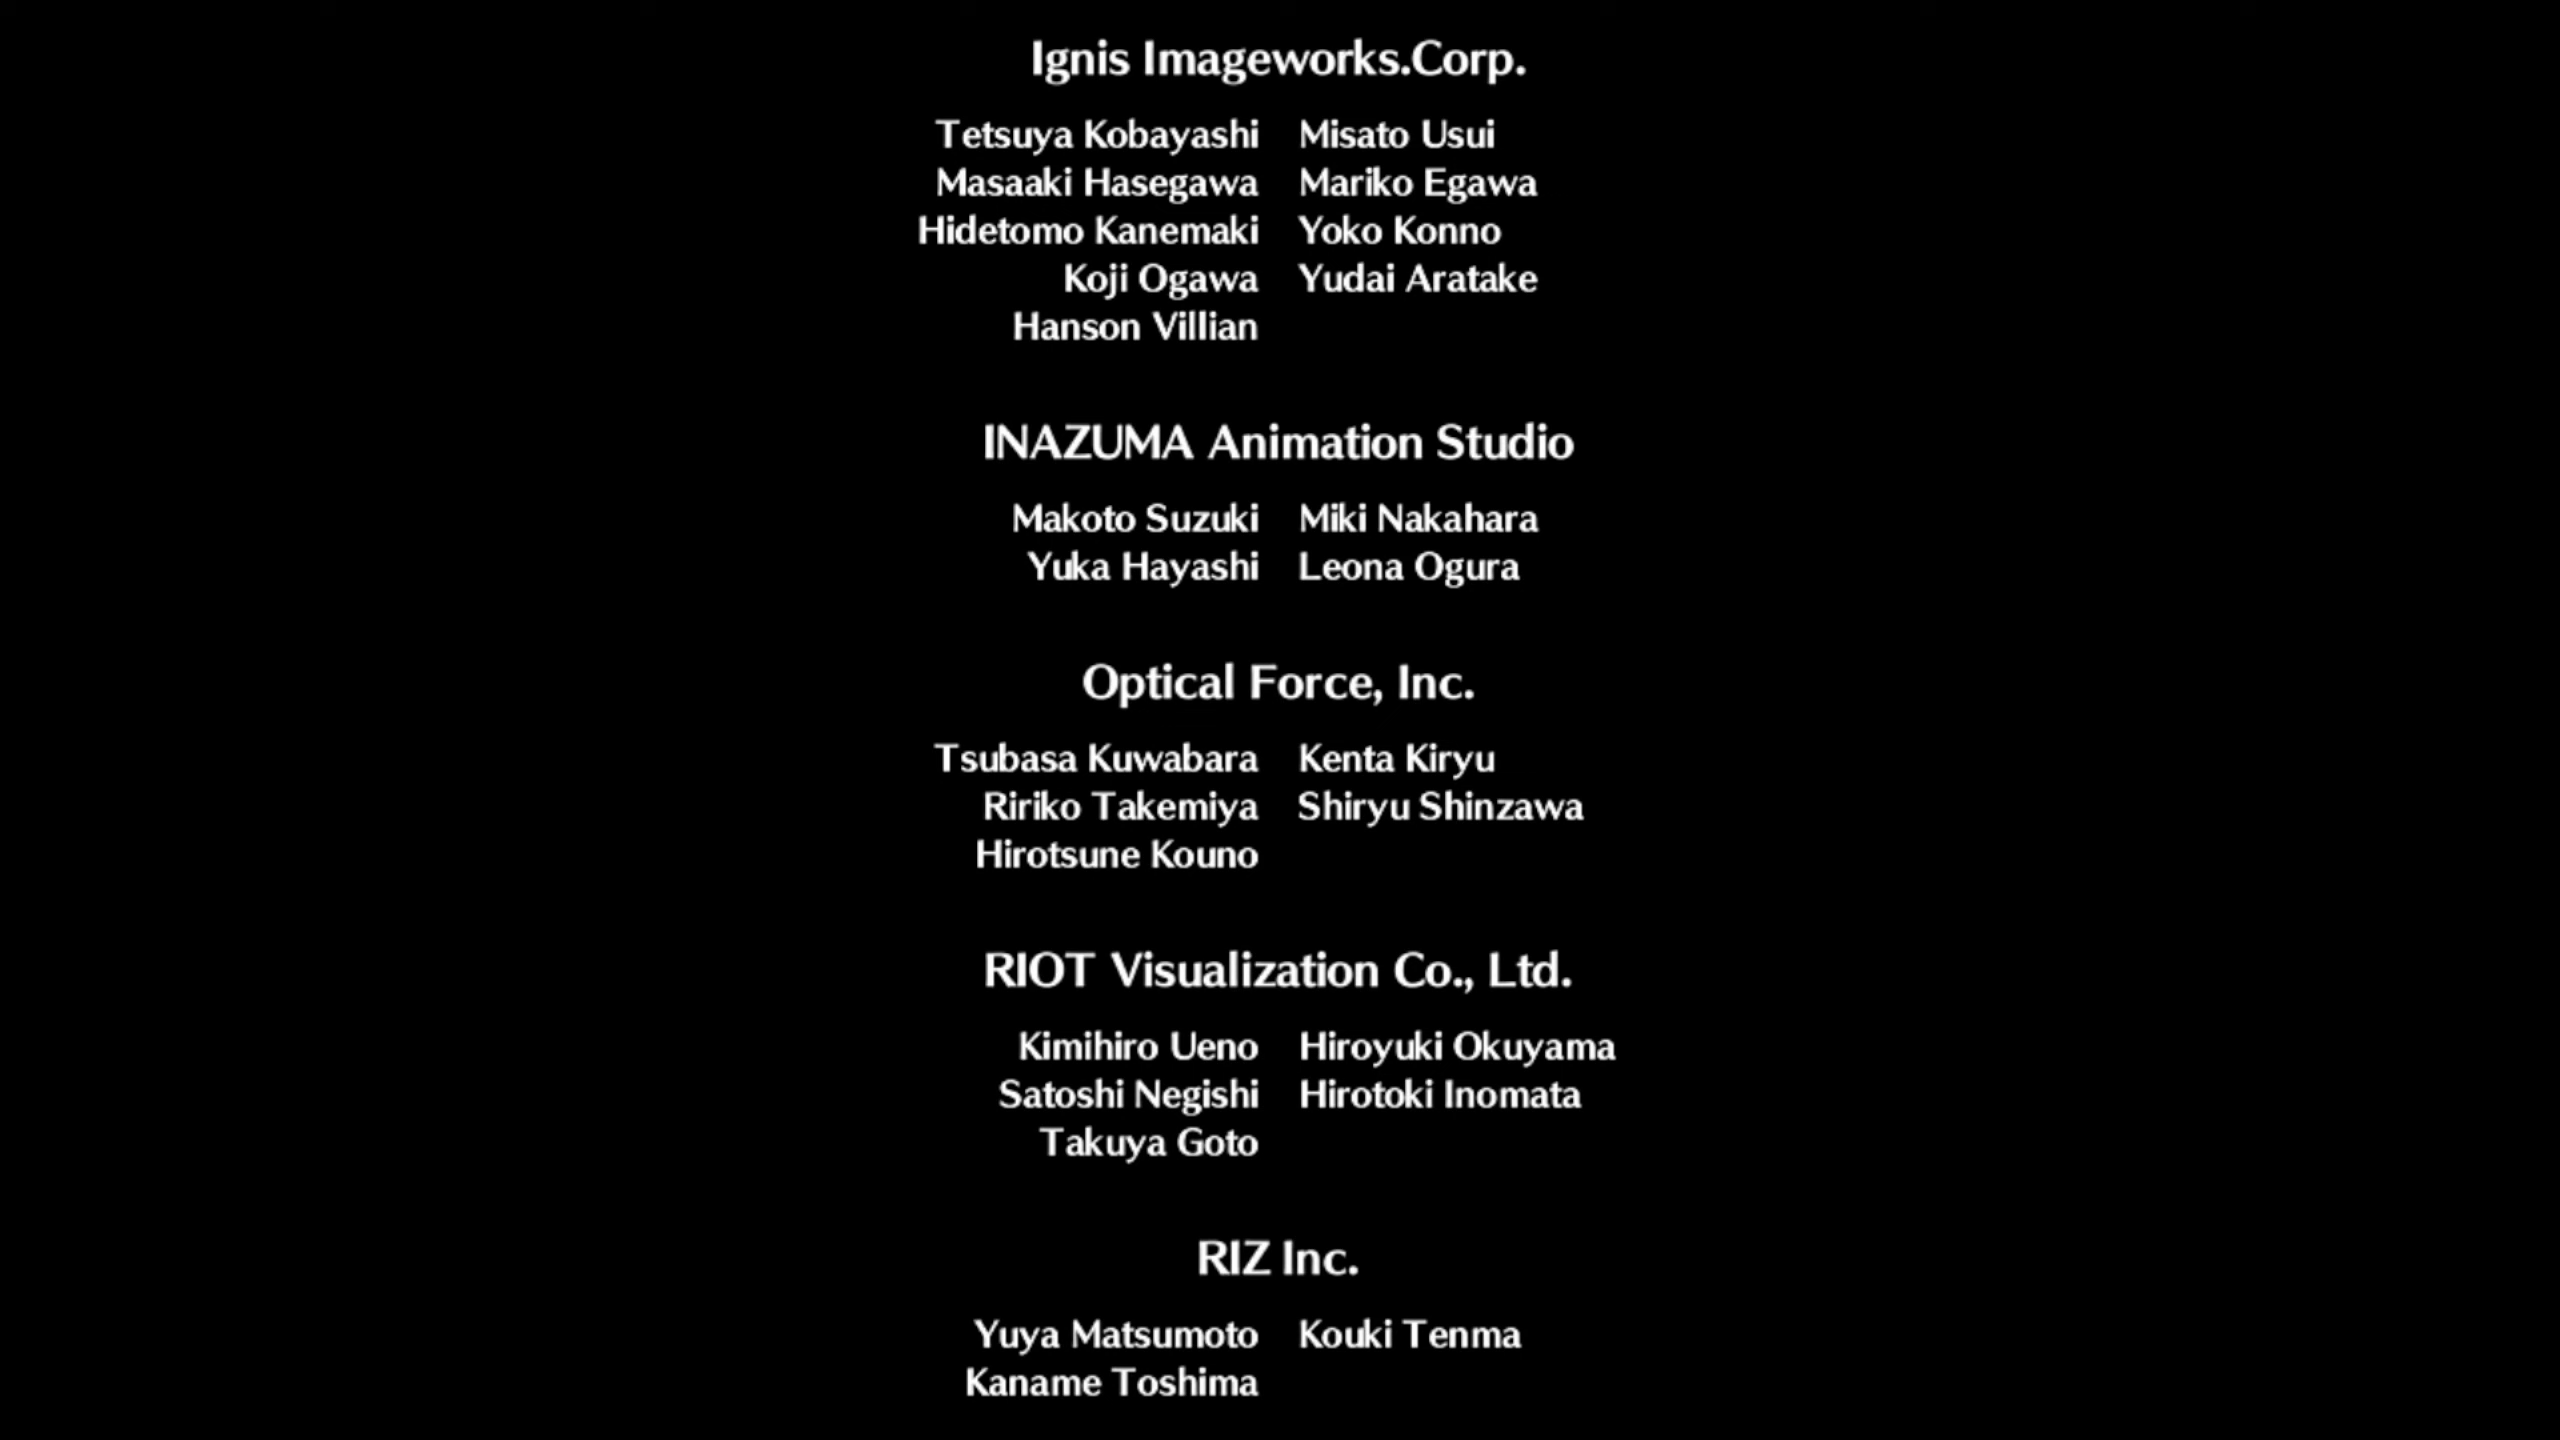 Ignis Imageworks.Corp.
Tetsuya Kobayashi Misato Usui
Masaaki Hasegawa Mariko Egawa
Hidetomo Kanemaki Yoko Konno
Koji Ogawa Yudai Aratake
Hanson Villian
INAZUMA Animation Studio
Makoto Suzuki Miki Nakahara
Yuka Hayashi Leona Ogura
Optical Force, Inc.
Tsubasa Kuwabara Kenta Kiryu
Ririko Takemiya Shiryu Shinzawa
Hirotsune Kouno
RIOT Visualization Co., Ltd.
Kimihiro Ueno Hiroyuki Okuyama
Satoshi Negishi Hirotoki Inomata
Takuya Goto
RIZ Inc.
Yuya Matsumoto Kouki Tenma
Kaname Toshima